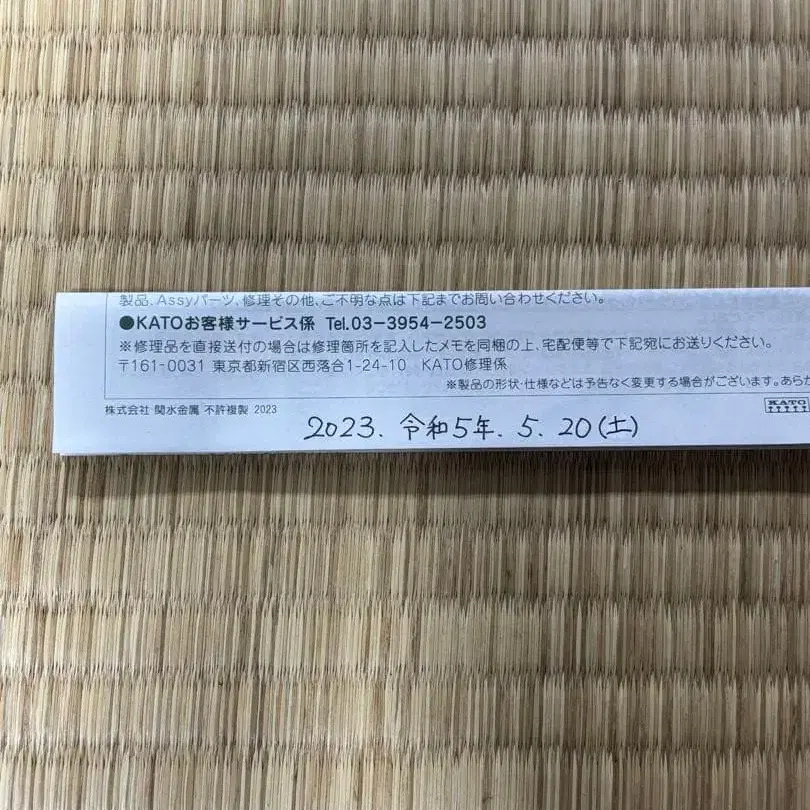 製品、Assyパーツ、修理その他、ご不明な点は下記までお問い合わせください。
●KATOお客様サービス係 Tel.03-3954-2503
※修理品を直接送付の場合は修理箇所を記入したメモを同梱の上、宅配便等で下記宛にお送りください。
〒161-0031 東京都新宿区西落合1-24-10 KATO修理係
※製品の形状・仕様などは予告なく変更する場合がございます。あらか
株式会社 関水金属 不許複製 2023
KATO
2023. 令和5年. 5. 20(土)